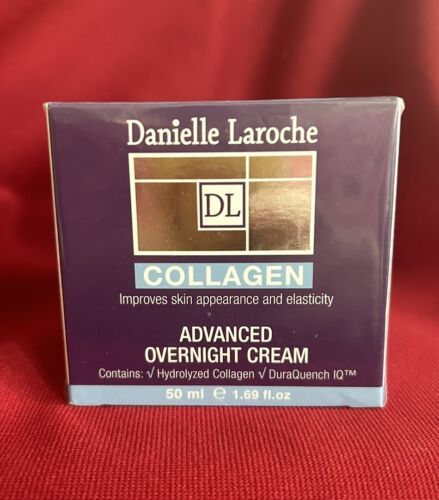 Danielle Laroche
DL
COLLAGEN
Improves skin appearance and elasticity
ADVANCED
OVERNIGHT CREAM
Contains: √ Hydrolyzed Collagen √ DuraQuench IQ™
50 ml ℮ 1.69 fl.oz